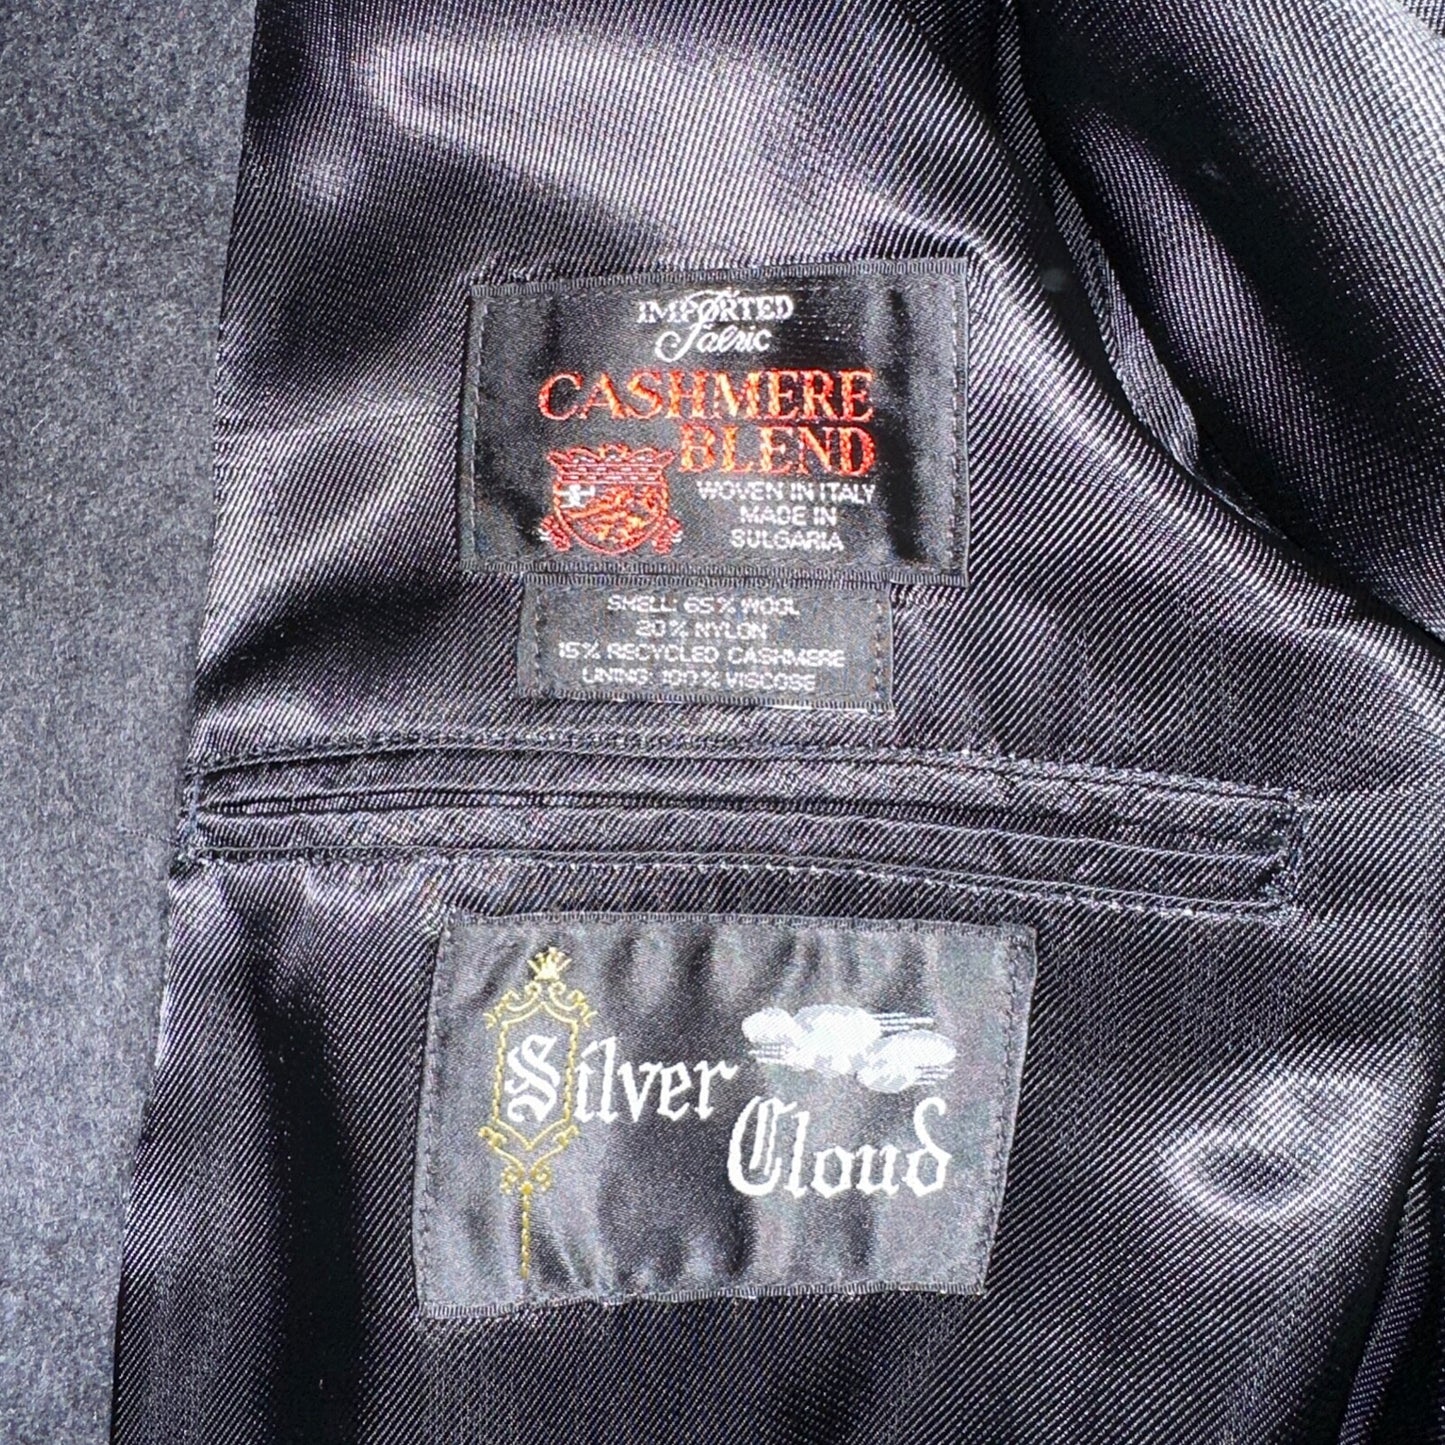 IMPORTED
Fabric
CASHMERE
BLEND
WOVEN IN ITALY
MADE IN
BULGARIA
SHELL: 65% WOOL
20% NYLON
15% RECYCLED CASHMERE
LINING: 100% VISCOSE
Silver
Cloud